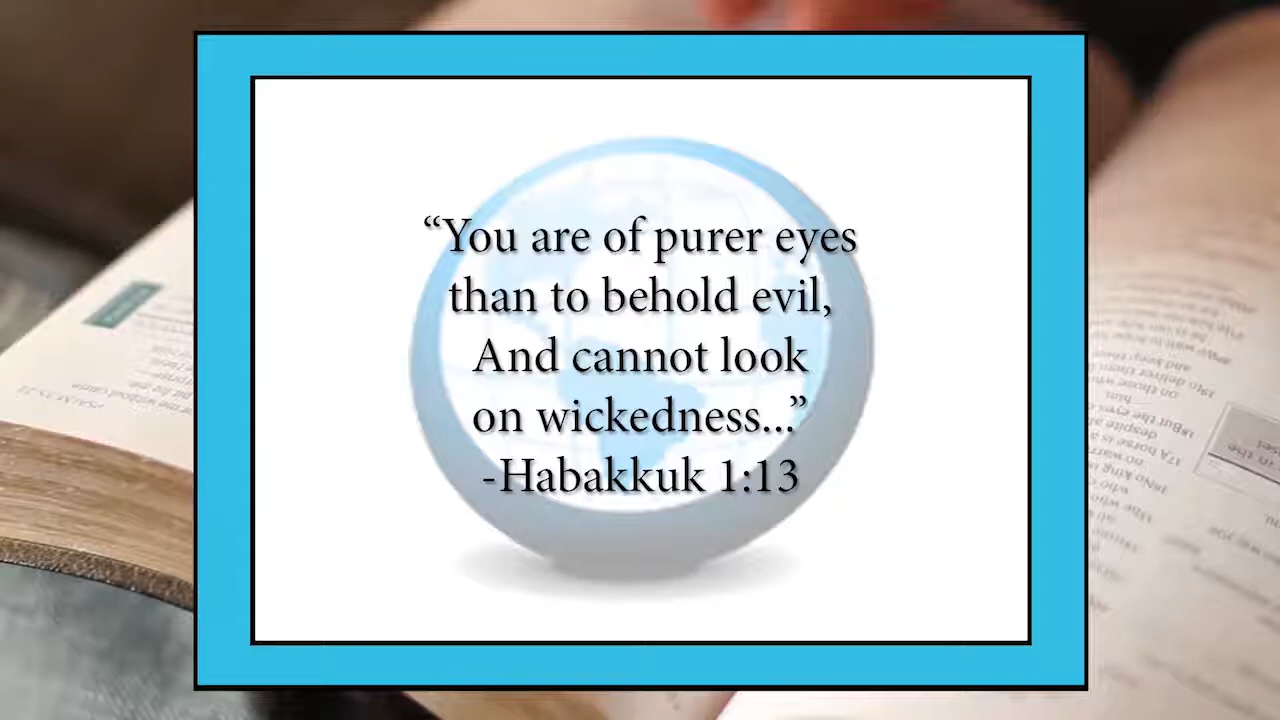 “You are of purer eyes
than to behold evil,
And cannot look
on wickedness...”
-Habakkuk 1:13